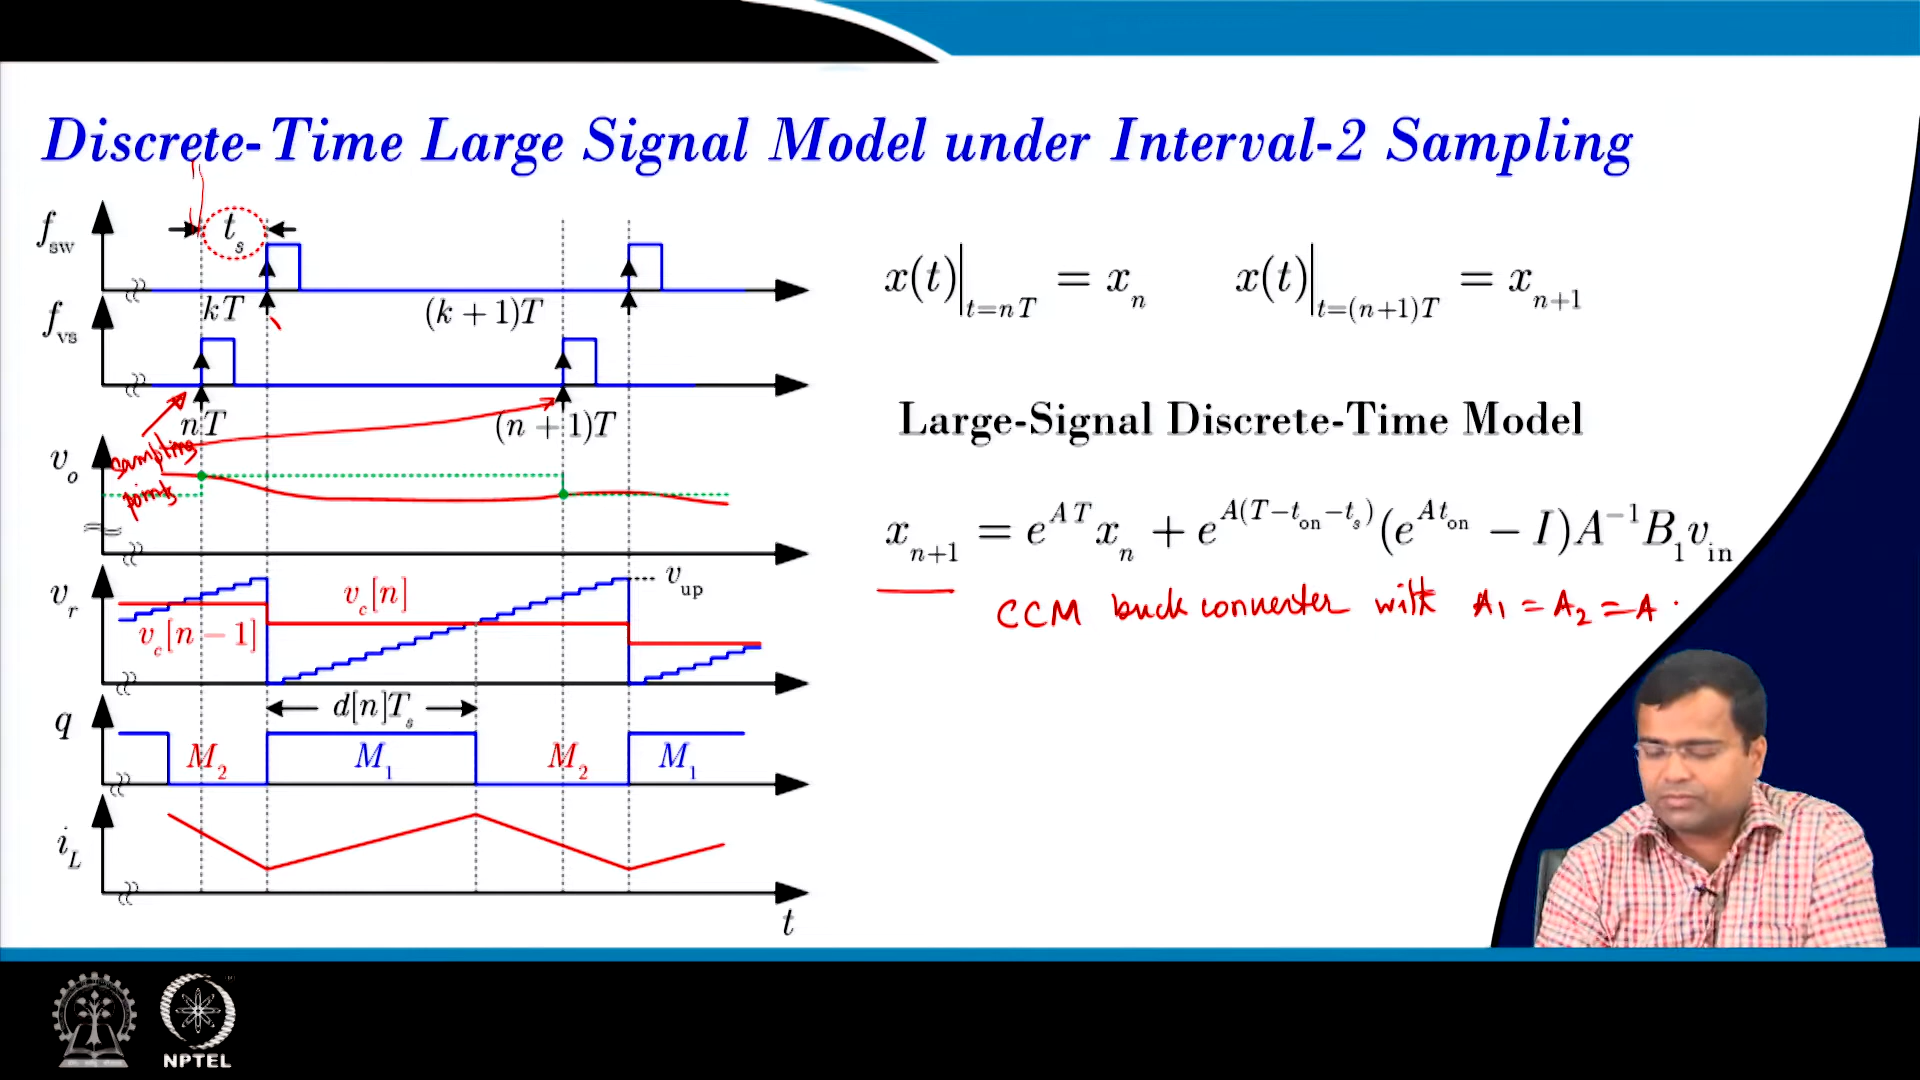 Discrete-Time Large Signal Model under Interval-2 Sampling
f_sw
t_s
kT
(k + 1)T
f_vs
nT
(n + 1)T
sampling
points
v_o
v_r
v_c[n]
v_up
v_c[n − 1]
d[n]T_s
q
M_2
M_1
M_2
M_1
i_L
t
x(t)|_{t=nT} = x_n
x(t)|_{t=(n+1)T} = x_{n+1}
Large-Signal Discrete-Time Model
x_{n+1} = e^{AT} x_n + e^{A(T−t_on−t_s)} (e^{At_on} − I)A^{−1}B_1v_in
CCM buck converter with A_1 = A_2 = A .
NPTEL